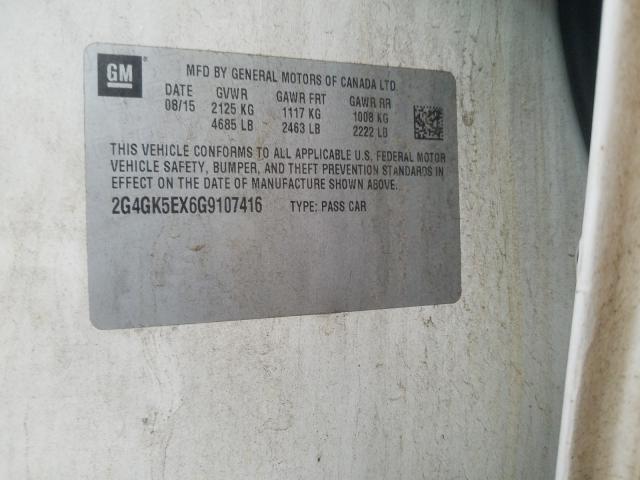 GM
MFD BY GENERAL MOTORS OF CANADA LTD
DATE GVWR GAWR FRT GAWR RR
08/15 2125 KG 1117 KG 1008 KG
4685 LB 2463 LB 2222 LB
THIS VEHICLE CONFORMS TO ALL APPLICABLE U.S. FEDERAL MOTOR
VEHICLE SAFETY, BUMPER, AND THEFT PREVENTION STANDARDS IN
EFFECT ON THE DATE OF MANUFACTURE SHOWN ABOVE.
2G4GK5EX6G9107416 TYPE: PASS CAR